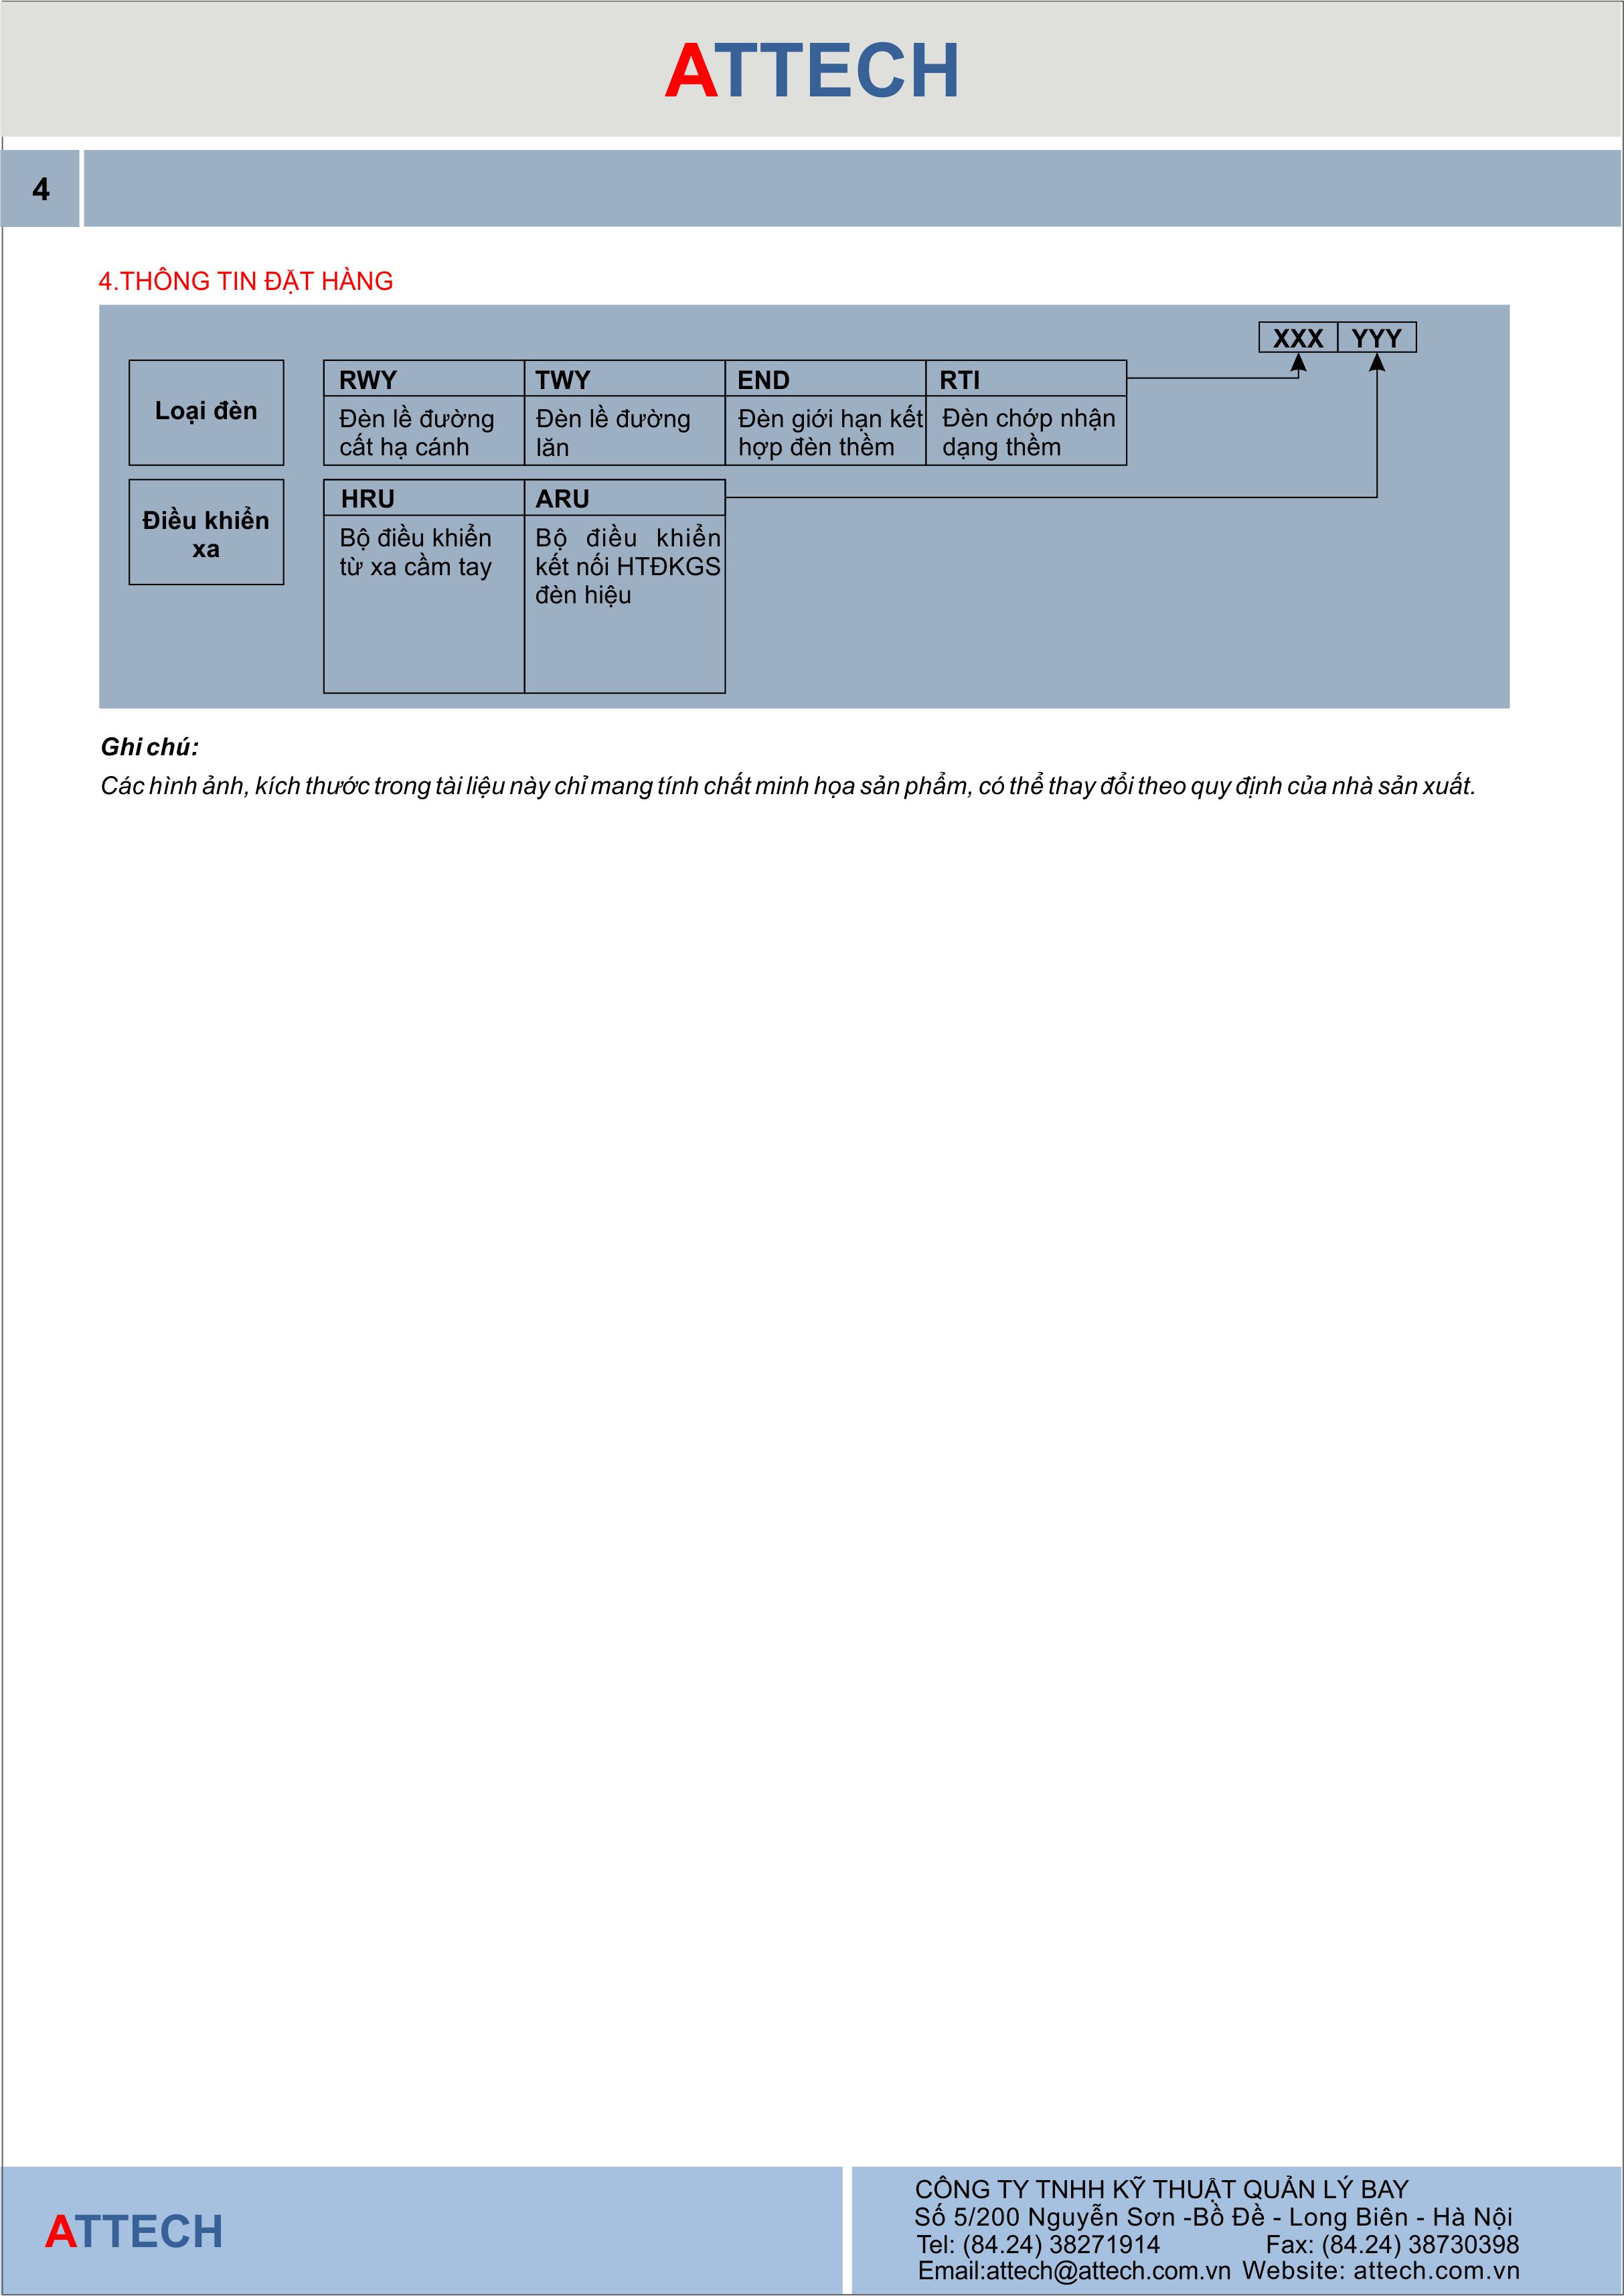 ATTECH
4
4.THÔNG TIN ĐẶT HÀNG
XXX YYY
Loại đèn
RWY TWY END RTI
Đèn lề đường Đèn lề đường Đèn giới hạn kết Đèn chớp nhận
cất hạ cánh lăn hợp đèn thềm dạng thềm
Điều khiển
xa
HRU ARU
Bộ điều khiển Bộ điều khiển
từ xa cầm tay kết nối HTĐKGS
đèn hiệu
Ghi chú:
Các hình ảnh, kích thước trong tài liệu này chỉ mang tính chất minh họa sản phẩm, có thể thay đổi theo quy định của nhà sản xuất.
ATTECH
CÔNG TY TNHH KỸ THUẬT QUẢN LÝ BAY
Số 5/200 Nguyễn Sơn -Bồ Đề - Long Biên - Hà Nội
Tel: (84.24) 38271914 Fax: (84.24) 38730398
Email:attech@attech.com.vn Website: attech.com.vn